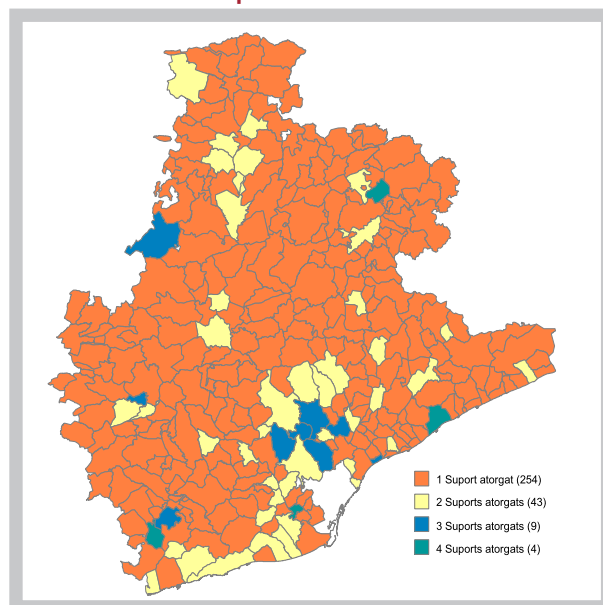 1 Suport atorgat (254)
2 Suports atorgats (43)
3 Suports atorgats (9)
4 Suports atorgats (4)